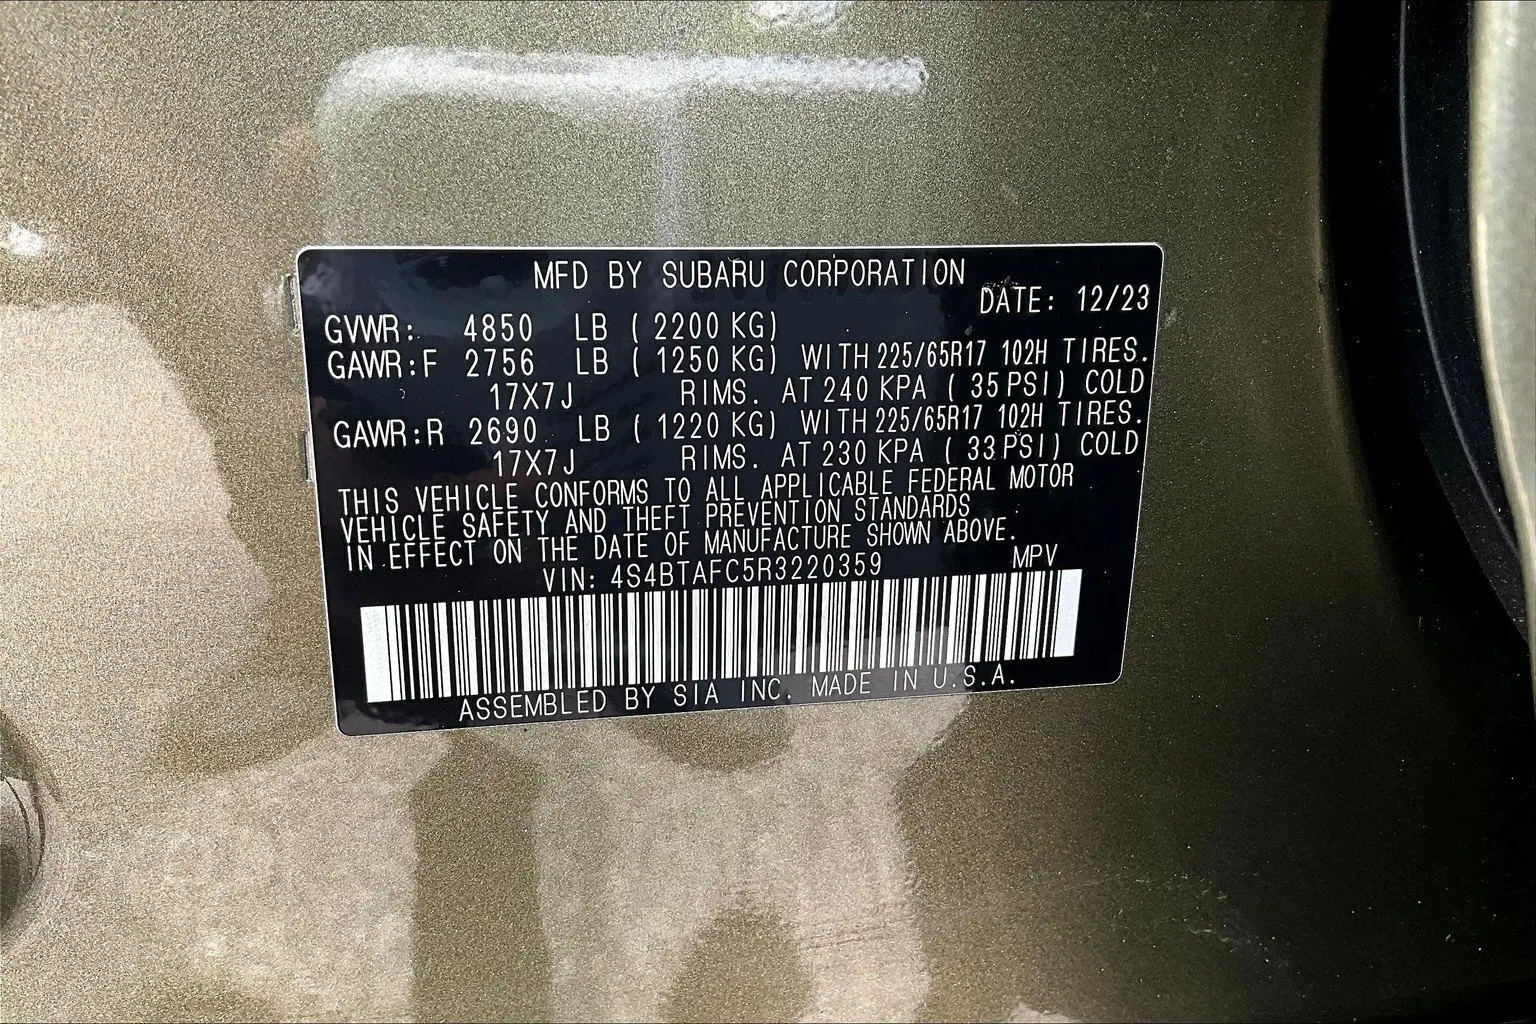 MFD BY SUBARU CORPORATION
DATE: 12/23
GVWR: 4850 LB ( 2200 KG)
GAWR:F 2756 LB ( 1250 KG) WITH 225/65R17 102H TIRES.
17X7J RIMS. AT 240 KPA ( 35 PSI) COLD
GAWR:R 2690 LB ( 1220 KG) WITH 225/65R17 102H TIRES.
17X7J RIMS. AT 230 KPA ( 33 PSI) COLD
THIS VEHICLE CONFORMS TO ALL APPLICABLE FEDERAL MOTOR
VEHICLE SAFETY AND THEFT PREVENTION STANDARDS
IN EFFECT ON THE DATE OF MANUFACTURE SHOWN ABOVE.
VIN: 4S4BTAFC5R3220359 MPV
ASSEMBLED BY SIA INC. MADE IN U.S.A.